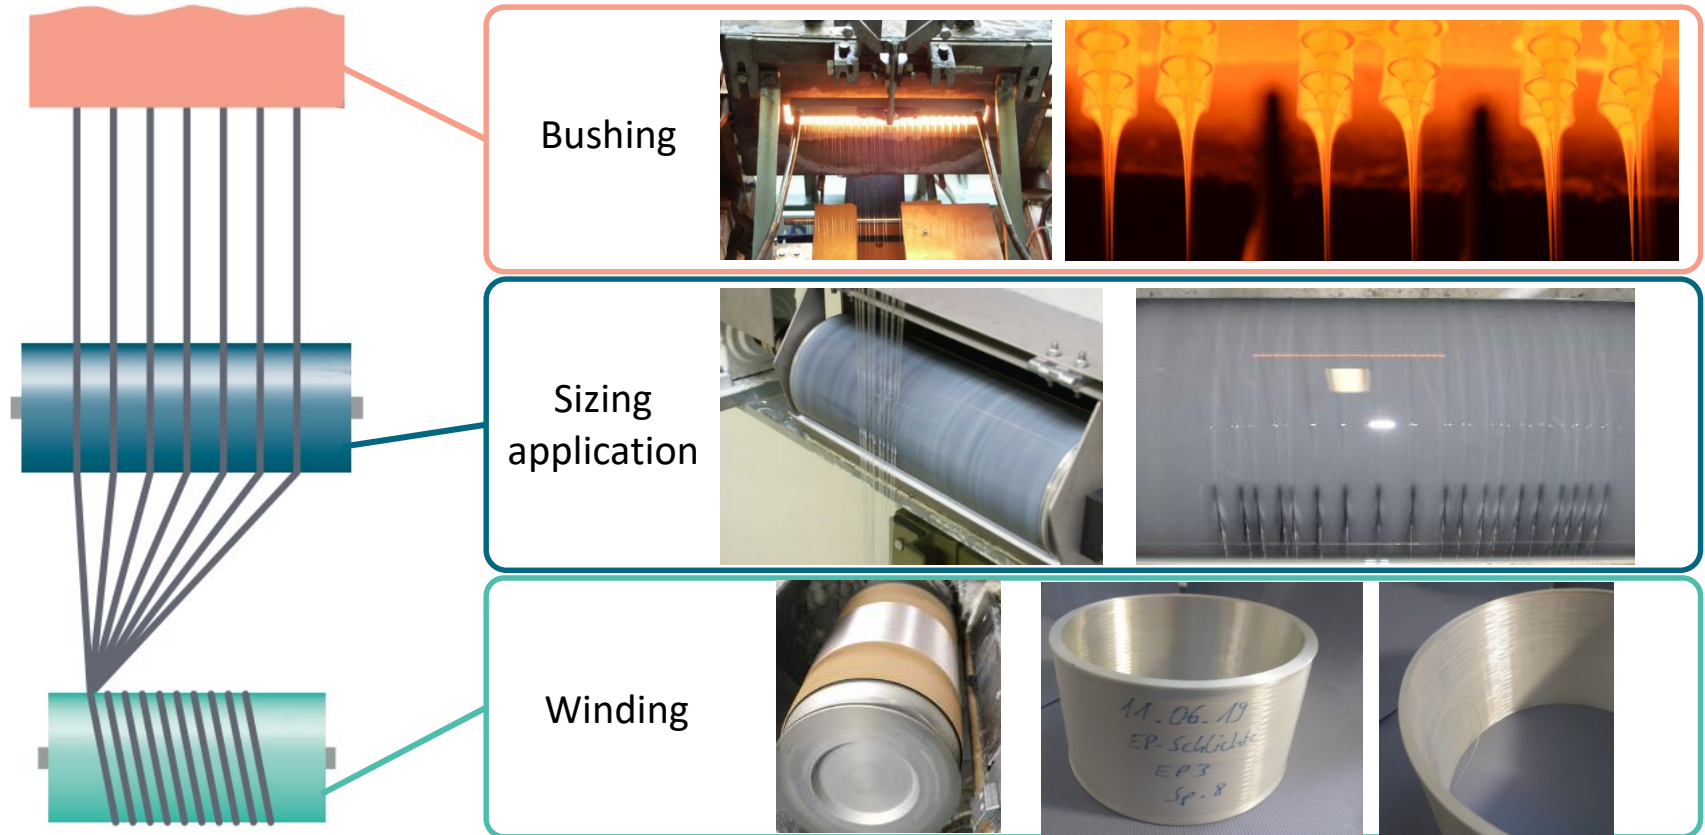 Bushing
Sizing
application
Winding
11.06.19
EP-Schlichte
EP3
Sp. 8